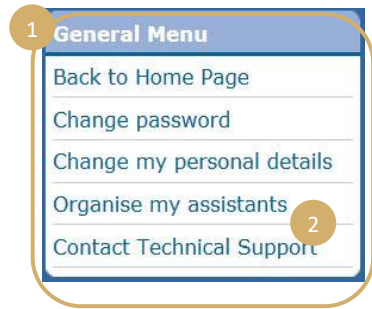 1
General Menu
Back to Home Page
Change password
Change my personal details
Organise my assistants
2
Contact Technical Support